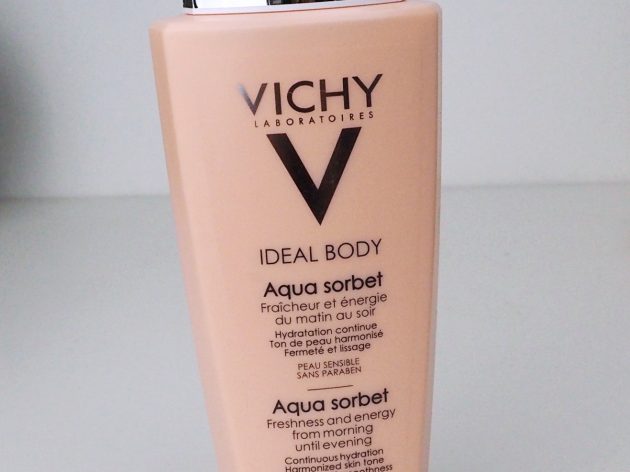 VICHY
LABORATOIRES
V
IDEAL BODY
Aqua sorbet
Fraîcheur et énergie
du matin au soir
Hydratation continue
Ton de peau harmonisé
Fermeté et lissage
PEAU SENSIBLE
SANS PARABEN
Aqua sorbet
Freshness and energy
from morning
until evening
Continuous hydration
Harmonized skin tone